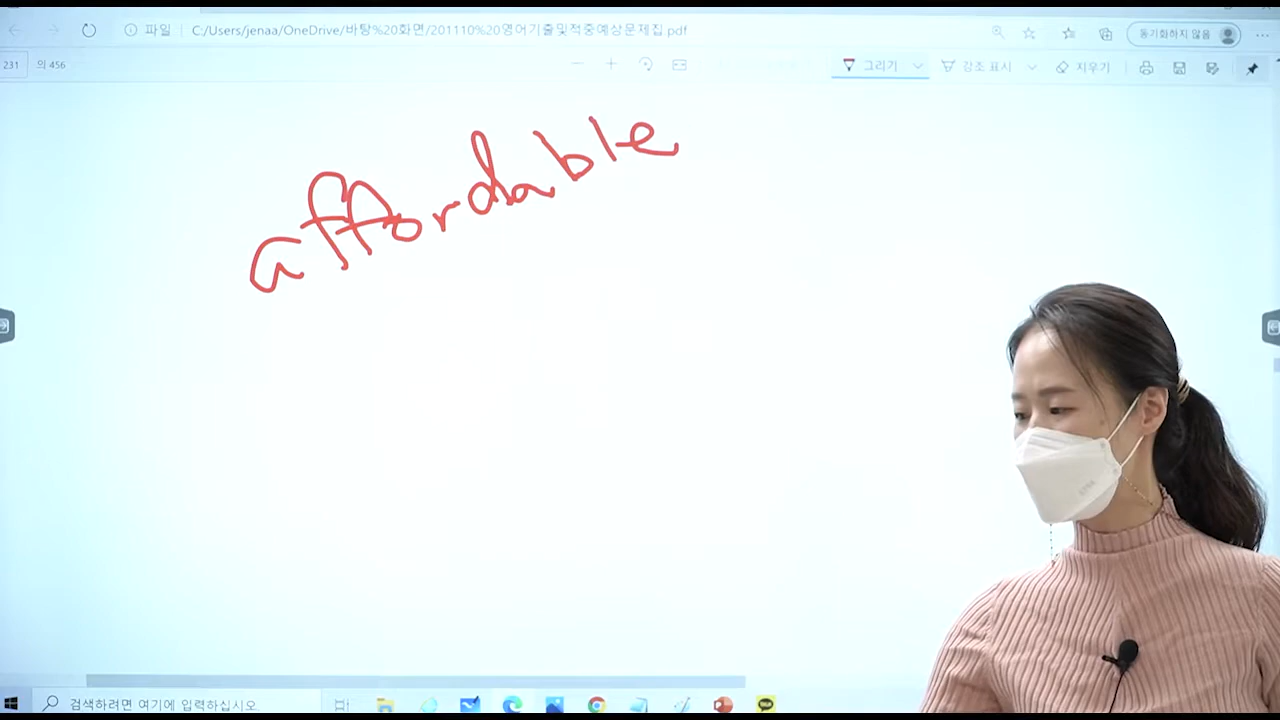 파일 C:/Users/jenaa/OneDrive/바탕%20화면/201110%20영어기출및적중예상문제집.pdf 동기화하지 않음
231 의 456 그리기 강조 표시 지우기
affordable
검색하려면 여기에 입력하십시오.